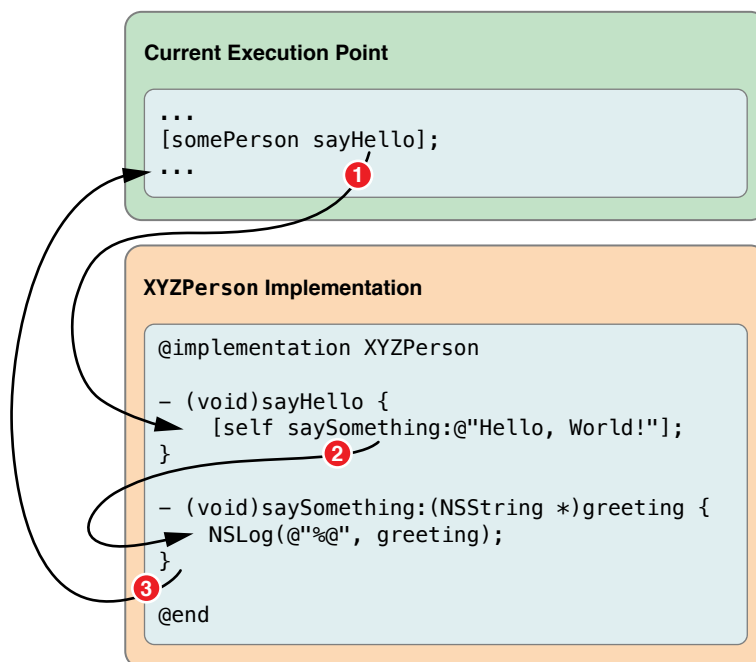 Current Execution Point
...
[somePerson sayHello];
...
1
XYZPerson Implementation
@implementation XYZPerson
- (void)sayHello {
[self saySomething:@"Hello, World!"];
}
2
- (void)saySomething:(NSString *)greeting {
NSLog(@"%@", greeting);
}
3
@end